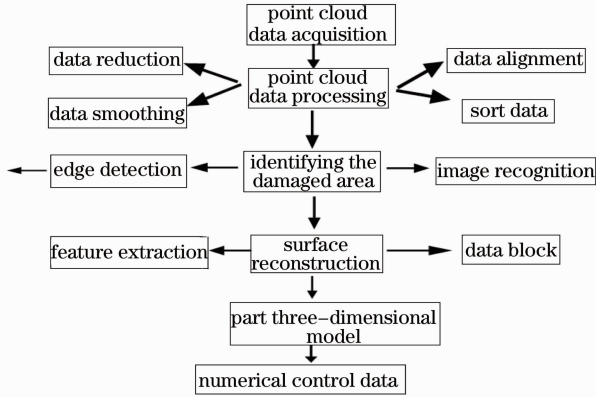 point cloud
data acquisition
data reduction
data alignment
point cloud
data processing
data smoothing
sort data
edge detection
identifying the
damaged area
image recognition
feature extraction
surface
reconstruction
data block
part three-dimensional
model
numerical control data